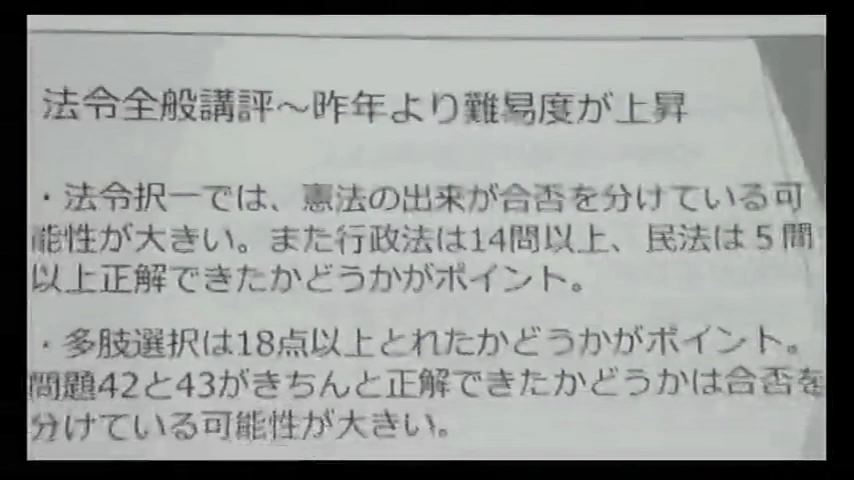 法令全般講評～昨年より難易度が上昇
・法令択一では、憲法の出来が合否を分けている可
能性が大きい。また行政法は14問以上、民法は５問
以上正解できたかどうかがポイント。
・多肢選択は18点以上とれたかどうかがポイント。
問題42と43がきちんと正解できたかどうかは合否を
分けている可能性が大きい。